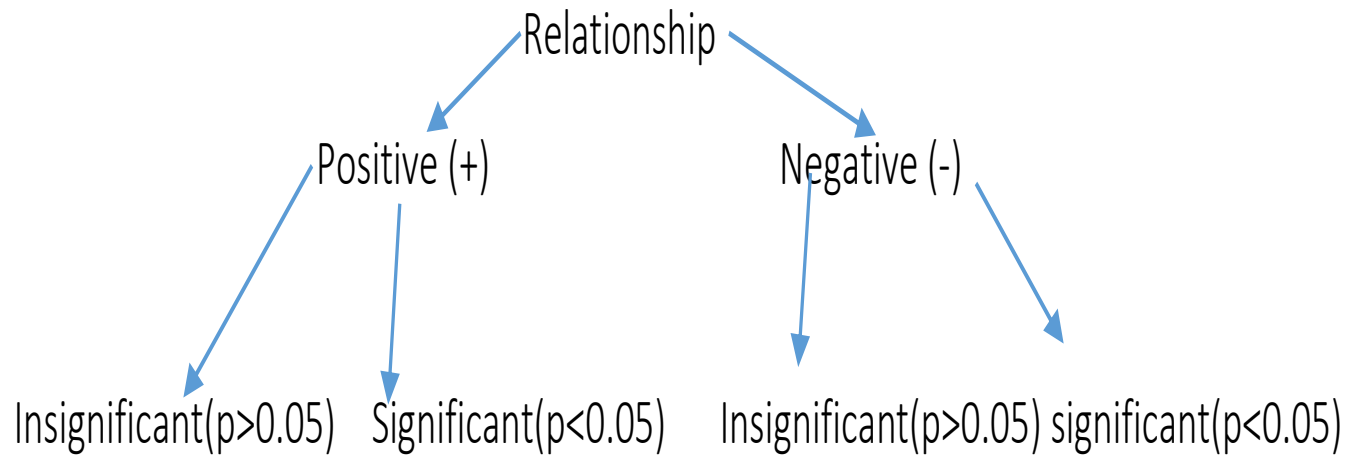 Relationship
Positive (+) Negative (-)
Insignificant(p>0.05) Significant(p<0.05) Insignificant(p>0.05) significant(p<0.05)